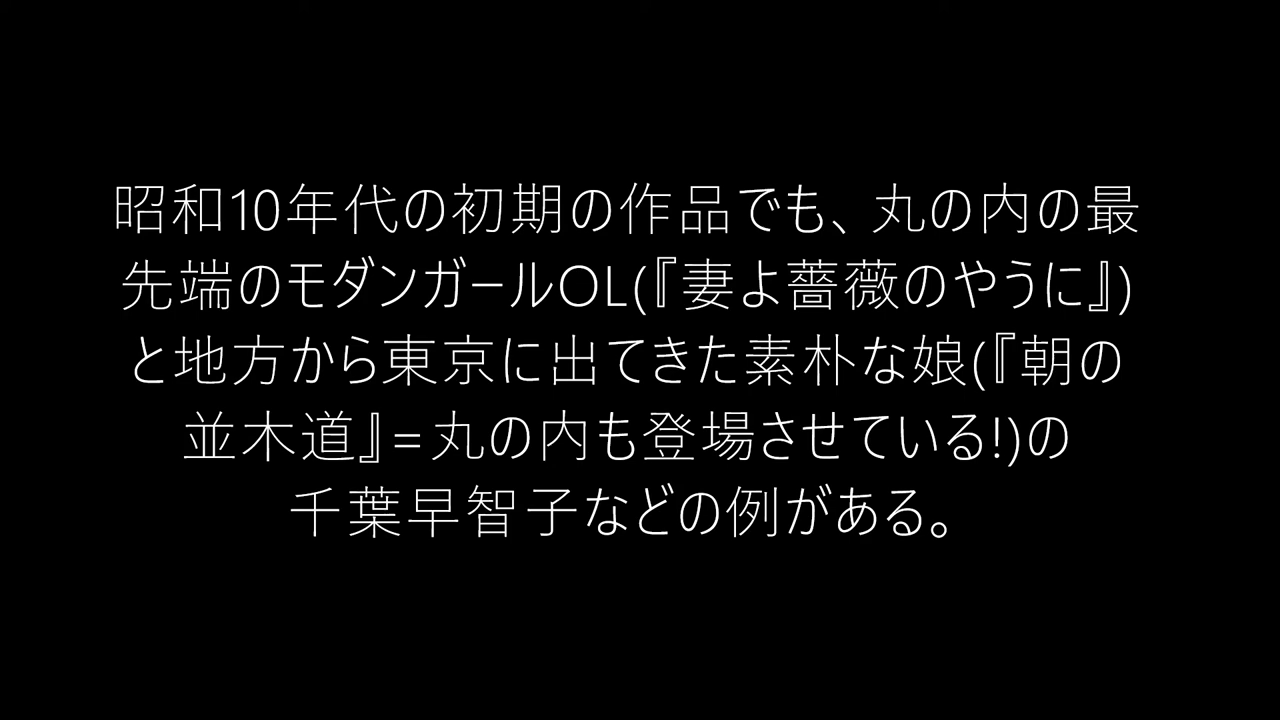 昭和10年代の初期の作品でも、丸の内の最
先端のモダンガールOL(『妻よ薔薇のやうに』)
と地方から東京に出てきた素朴な娘(『朝の
並木道』=丸の内も登場させている!)の
千葉早智子などの例がある。